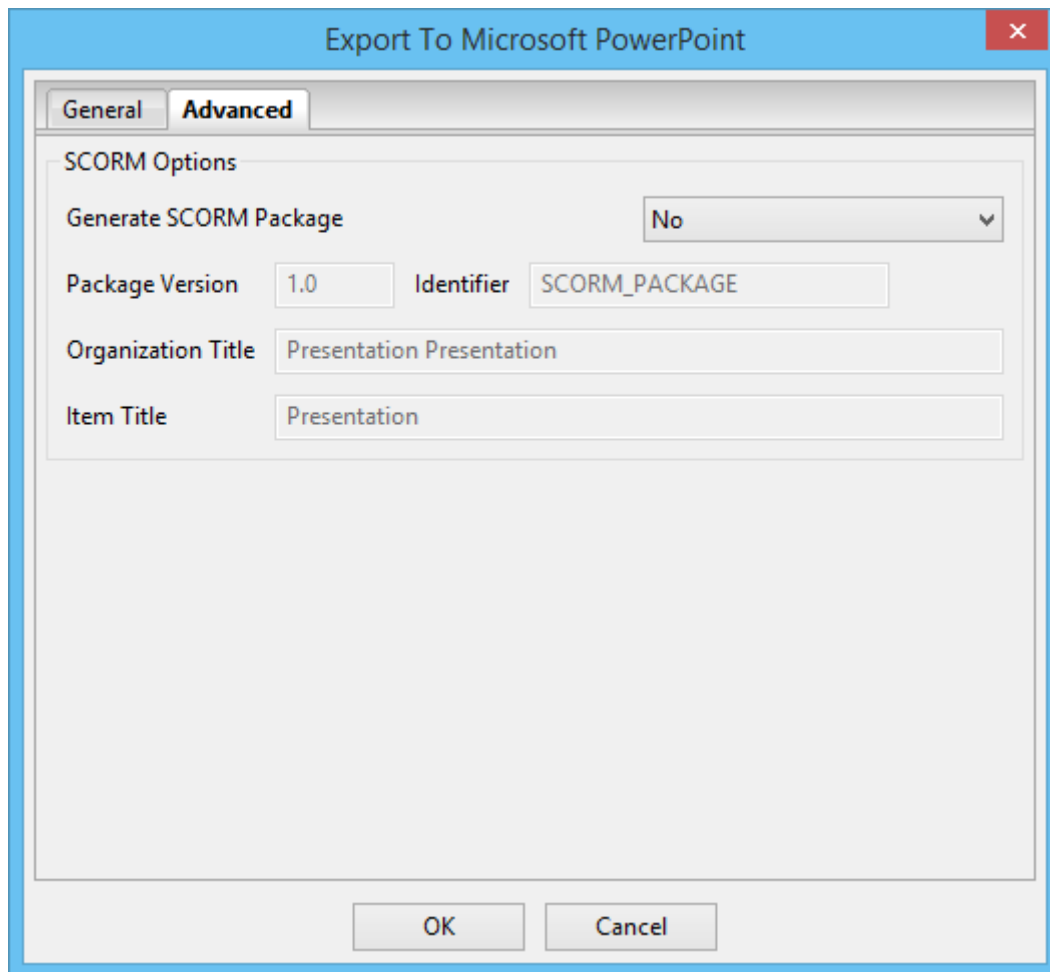 Export To Microsoft PowerPoint
General Advanced
SCORM Options
Generate SCORM Package No
Package Version 1.0 Identifier SCORM_PACKAGE
Organization Title Presentation Presentation
Item Title Presentation
OK Cancel